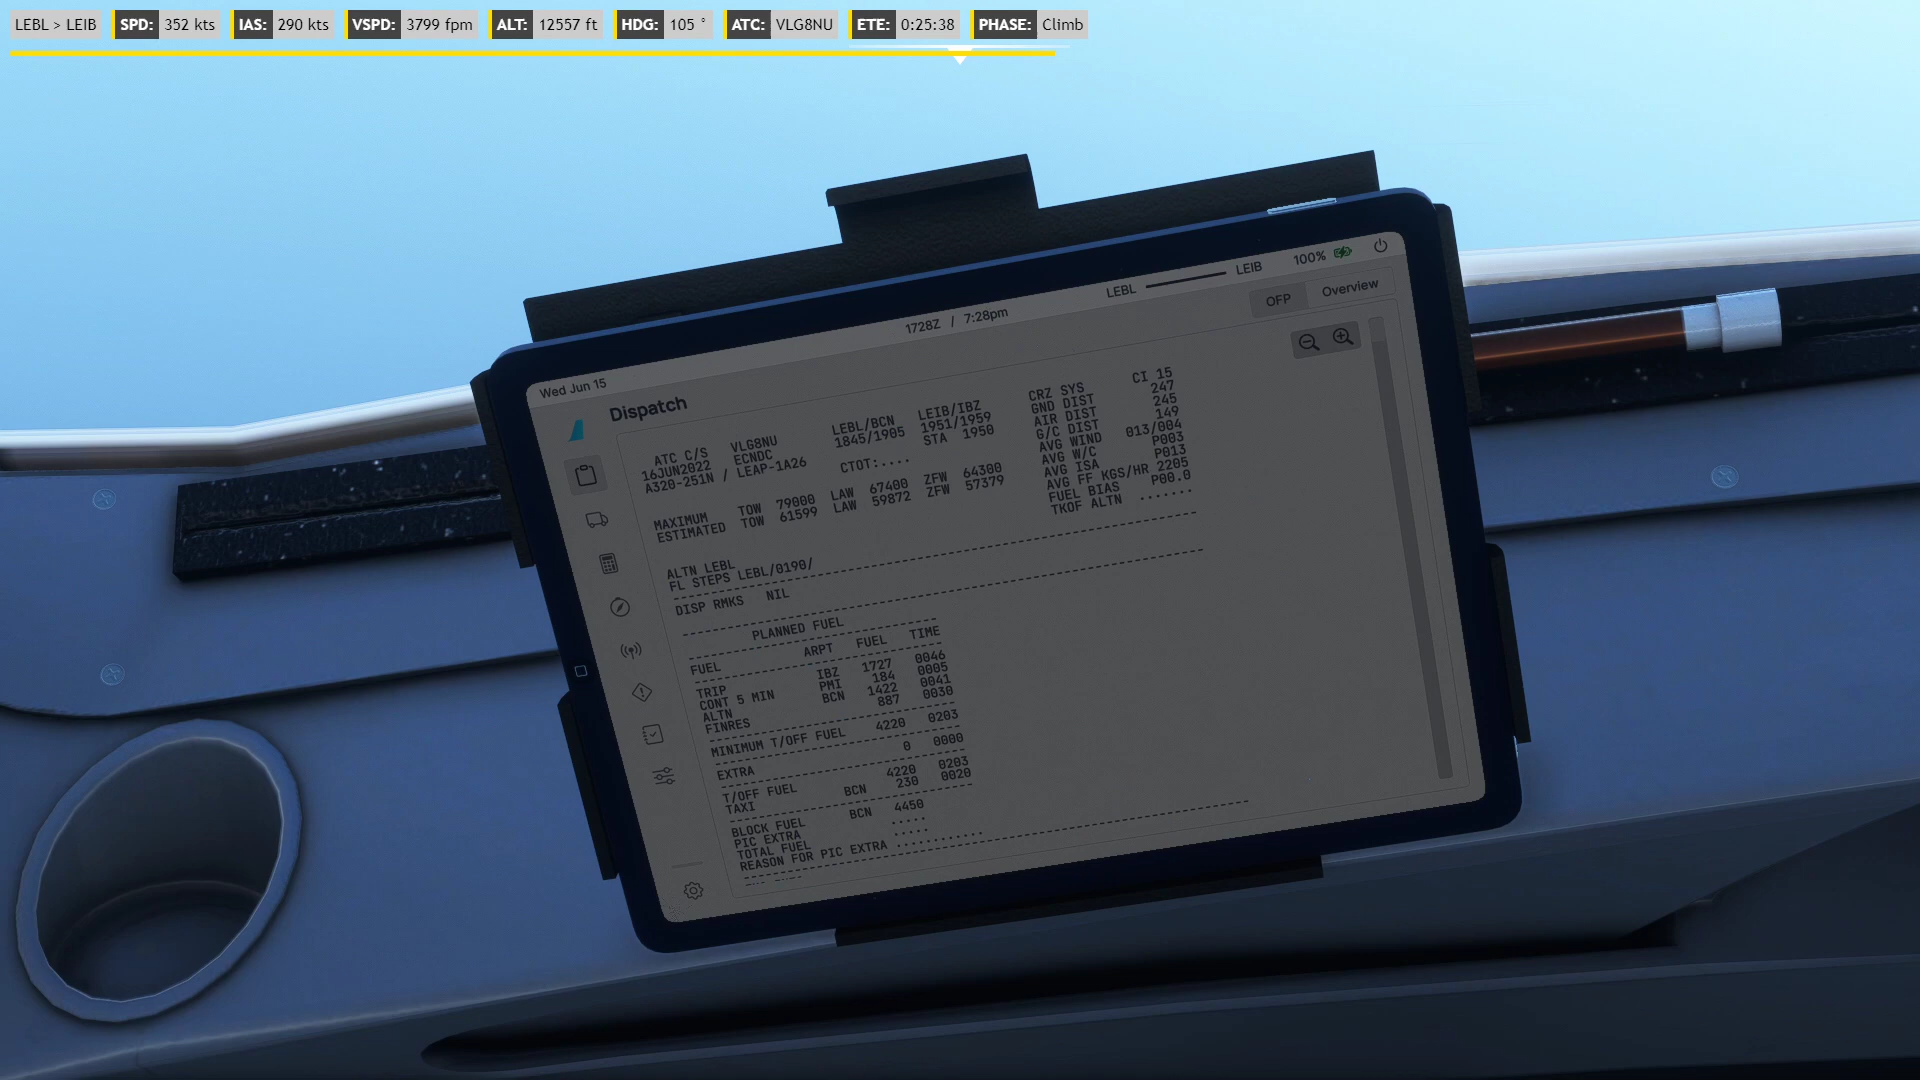 LEBL > LEIB SPD: 352 kts IAS: 290 kts VSPD: 3799 fpm ALT: 12557 ft HDG: 105 ° ATC: VLG8NU ETE: 0:25:38 PHASE: Climb
Wed Jun 15 1728Z / 7:28pm LEBL LEIB 100%
Dispatch OFP Overview
ATC C/S VLG8NU LEBL/BCN LEIB/IBZ CRZ SYS CI 15
16JUN2022 ECNDC 1845/1905 1951/1959 GND DIST 247
A320-251N / LEAP-1A26 STA 1950 AIR DIST 245
CTOT:.... G/C DIST 149
AVG WIND 013/004
MAXIMUM TOW 79000 LAW 67400 ZFW 64300 AVG W/C P003
ESTIMATED TOW 61599 LAW 59872 ZFW 57379 AVG ISA P013
AVG FF KGS/HR 2205
FUEL BIAS P00.0
ALTN LEBL TKOF ALTN .......
FL STEPS LEBL/0190/
--------------------------------------------------------------------
DISP RMKS NIL
--------------------------------------------------------------------
PLANNED FUEL
---------------------------------
FUEL ARPT FUEL TIME
---------------------------------
TRIP IBZ 1727 0046
CONT 5 MIN PMI 184 0005
ALTN BCN 1422 0041
FINRES 887 0030
---------------------------------
MINIMUM T/OFF FUEL 4220 0203
---------------------------------
EXTRA 0 0000
---------------------------------
T/OFF FUEL 4220 0203
TAXI BCN 230 0020
---------------------------------
BLOCK FUEL BCN 4450
PIC EXTRA .....
TOTAL FUEL .....
REASON FOR PIC EXTRA ............
--------------------------------------------------------------------